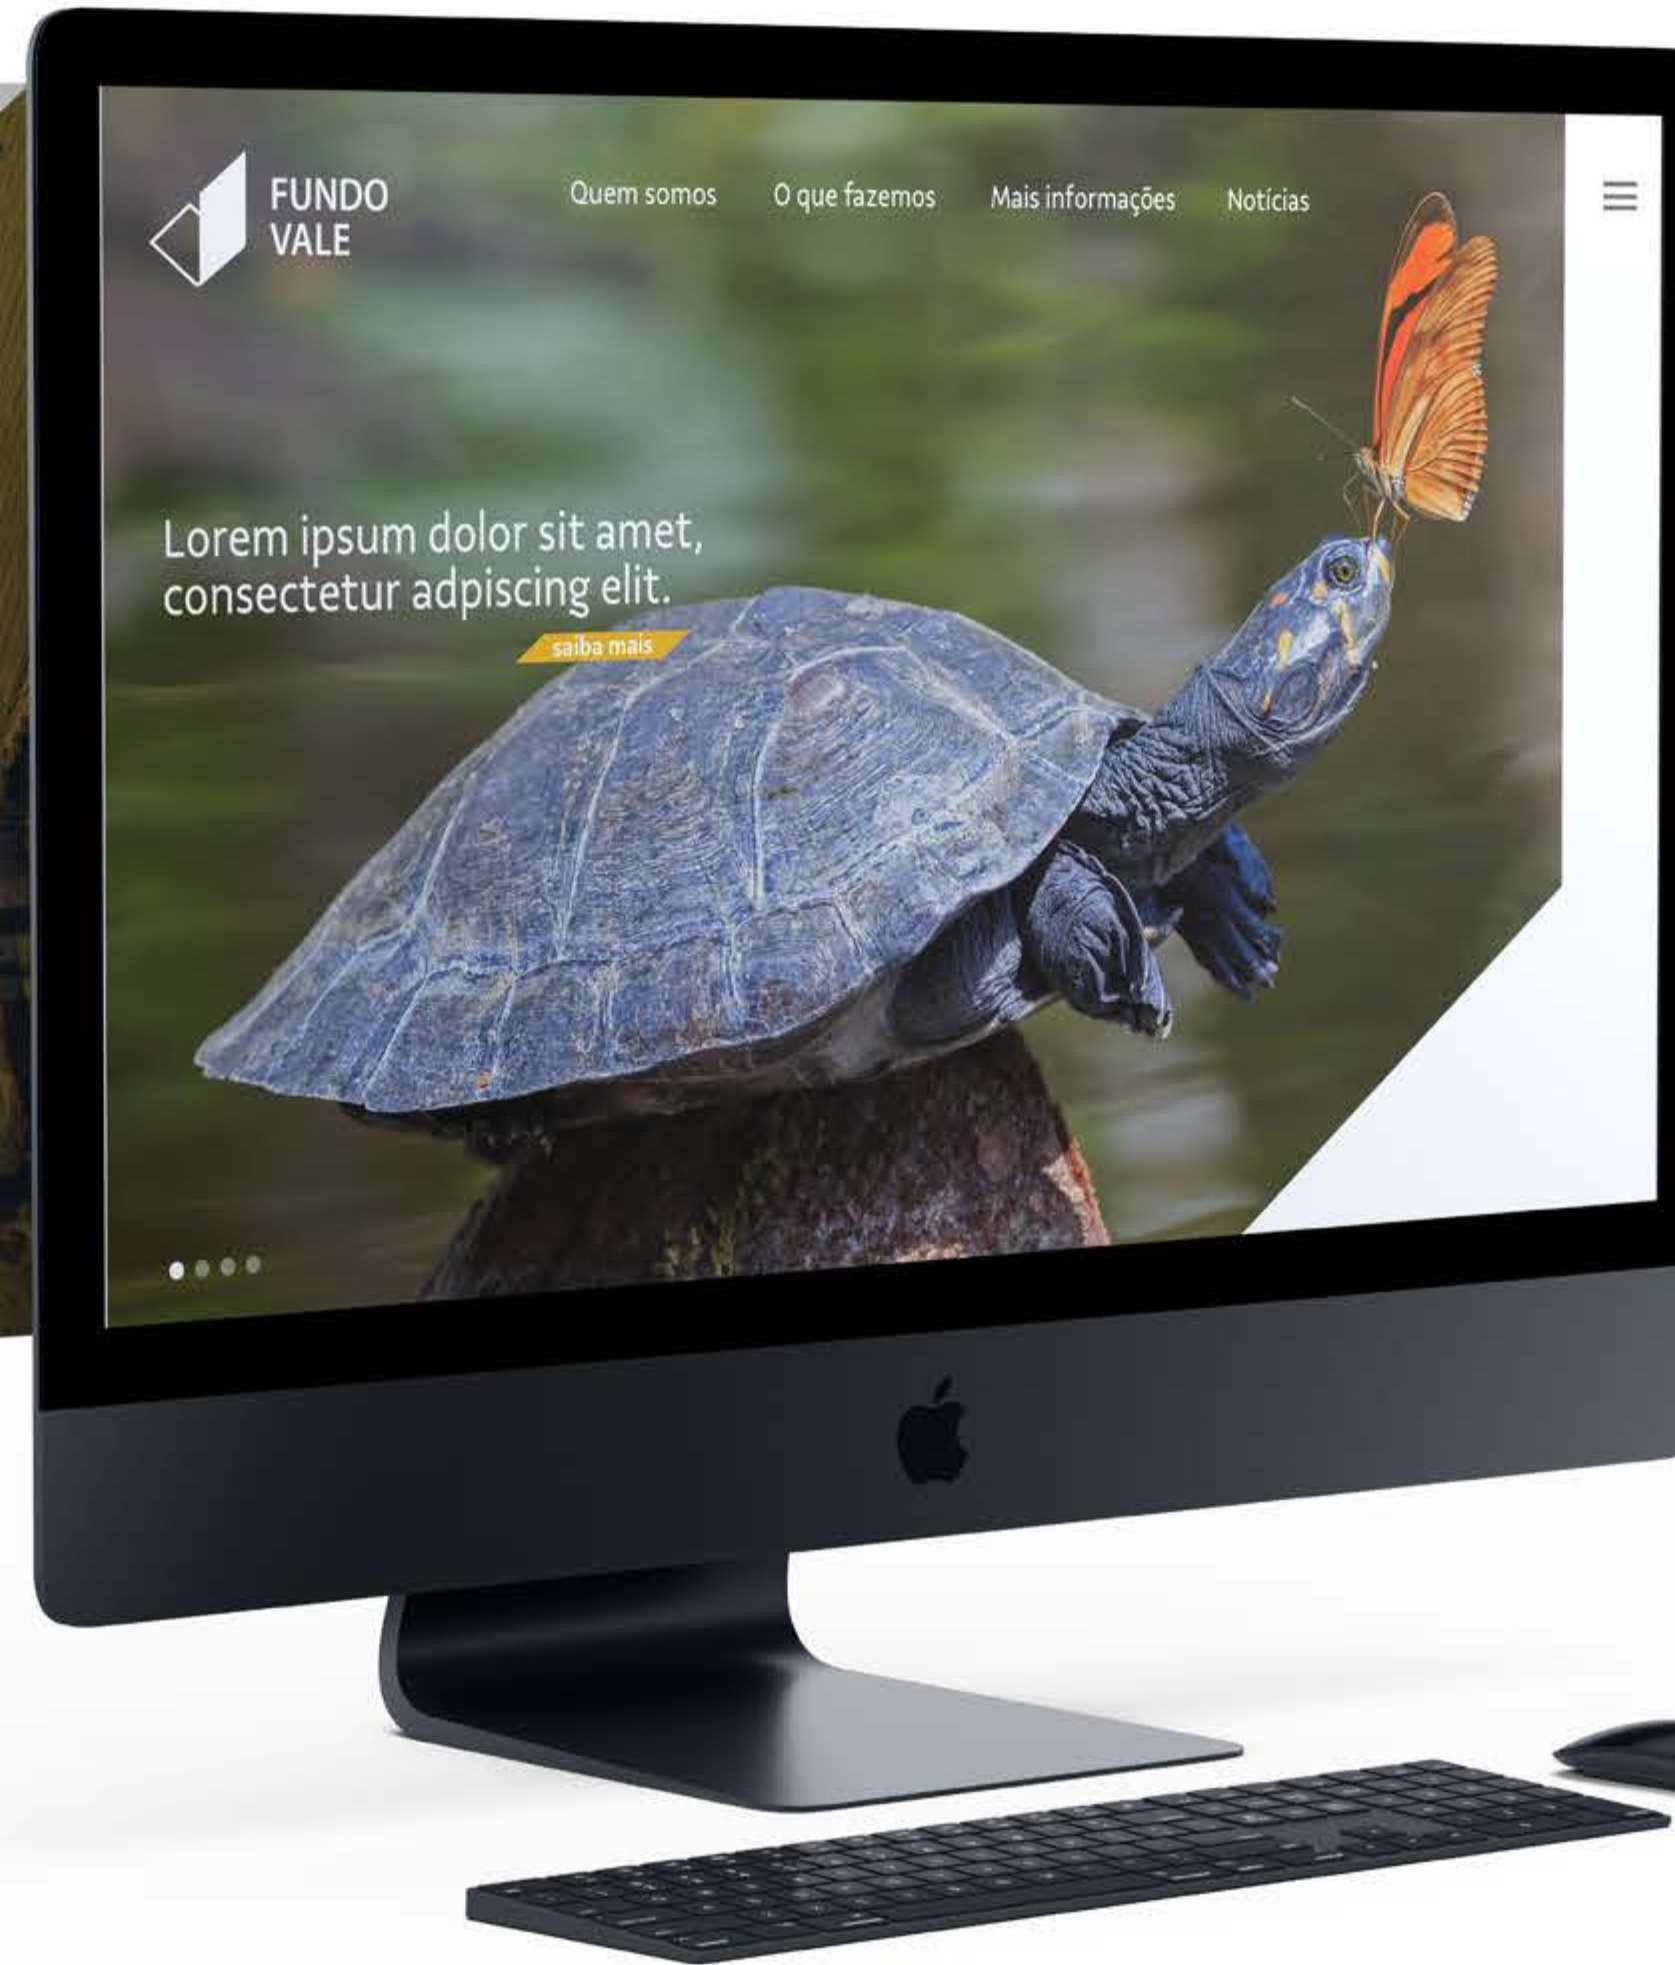 FUNDO
VALE
Quem somos
O que fazemos
Mais informações
Notícias
Lorem ipsum dolor sit amet,
consectetur adpiscing elit.
saiba mais